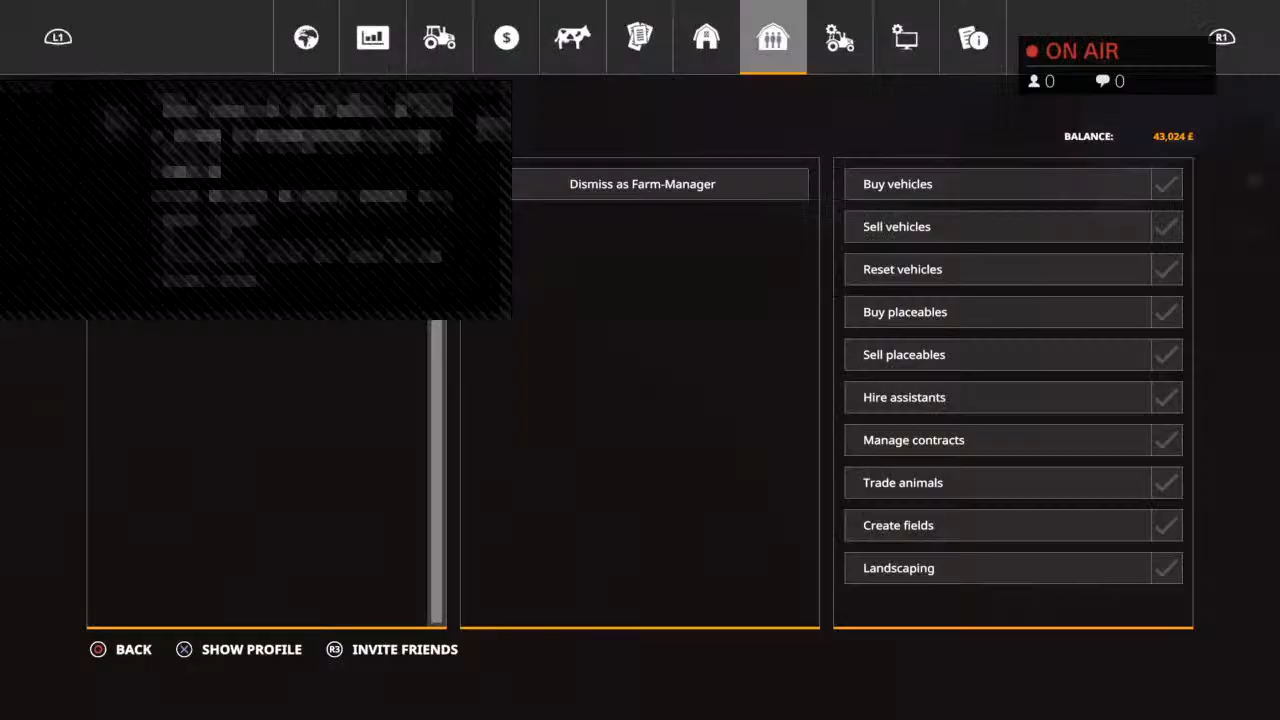 L1
R1
ON AIR
0 0
BALANCE: 43,024 £
Dismiss as Farm-Manager
Buy vehicles
Sell vehicles
Reset vehicles
Buy placeables
Sell placeables
Hire assistants
Manage contracts
Trade animals
Create fields
Landscaping
BACK SHOW PROFILE R3 INVITE FRIENDS